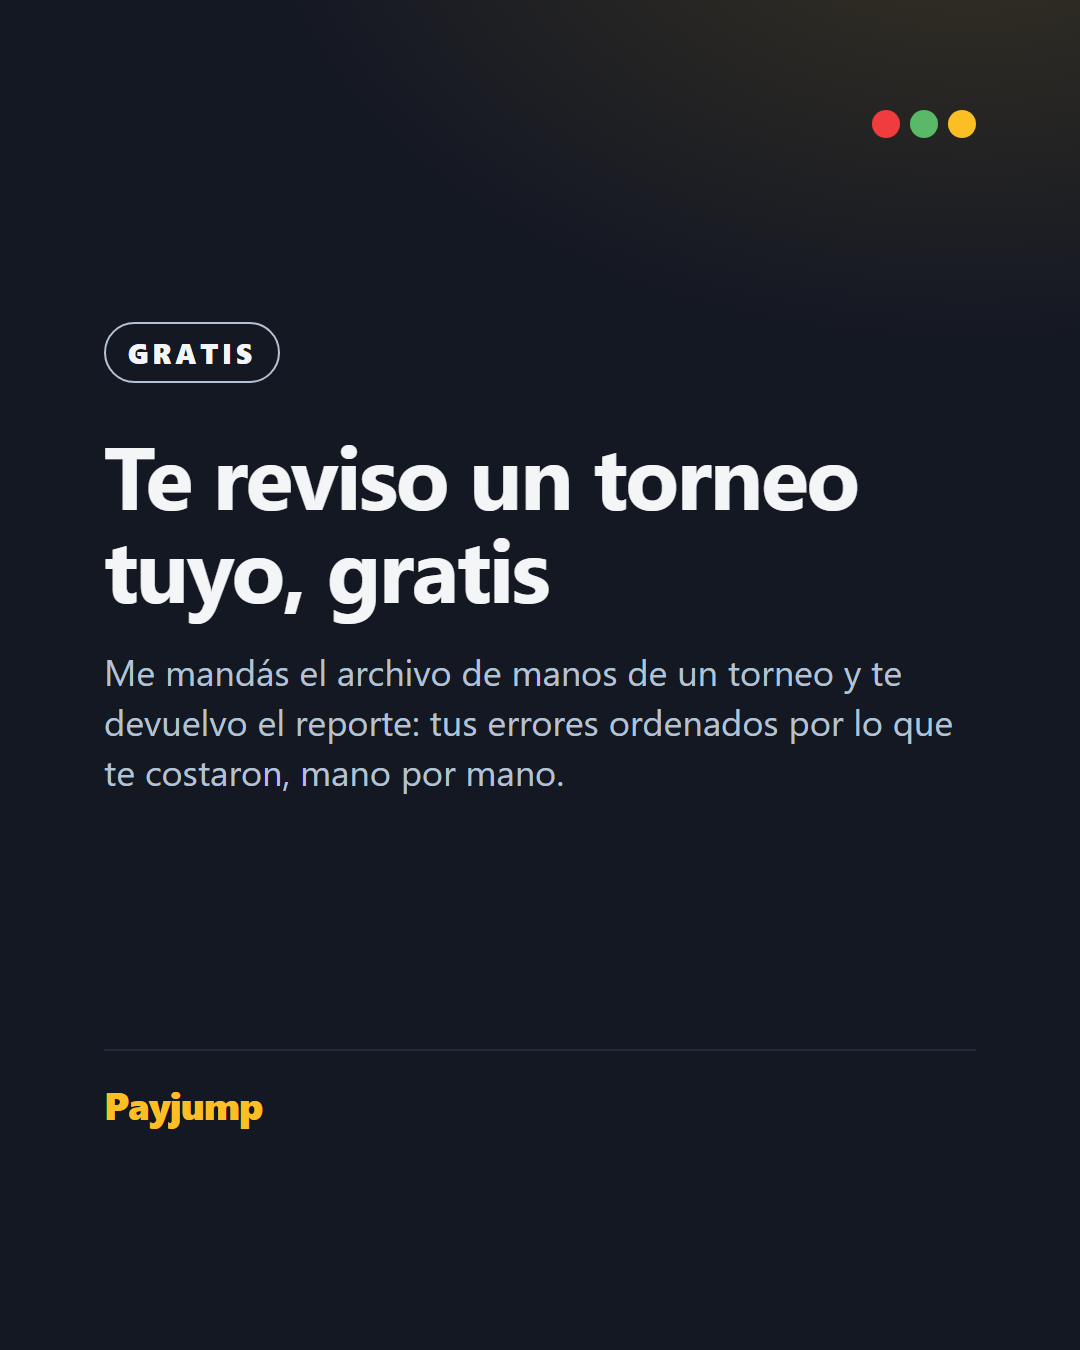 GRATIS
Te reviso un torneo
tuyo, gratis
Me mandás el archivo de manos de un torneo y te
devuelvo el reporte: tus errores ordenados por lo que
te costaron, mano por mano.
Payjump